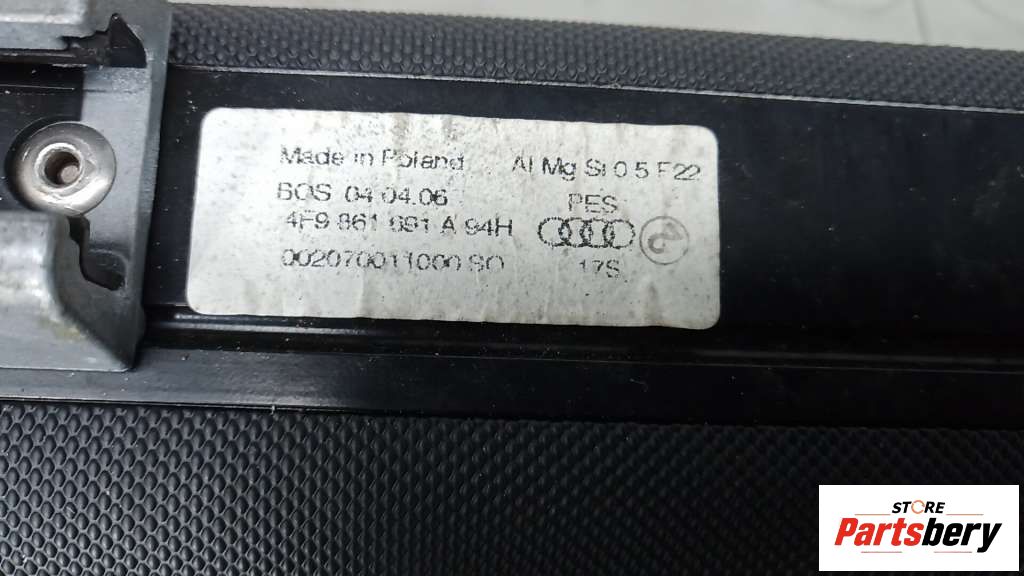 Made in Poland Al Mg Si 0 5 F22
BOS 04.04.06 PES
4F9 861 691 A 94H
002070011000 SO 17S
STORE
Partsbery